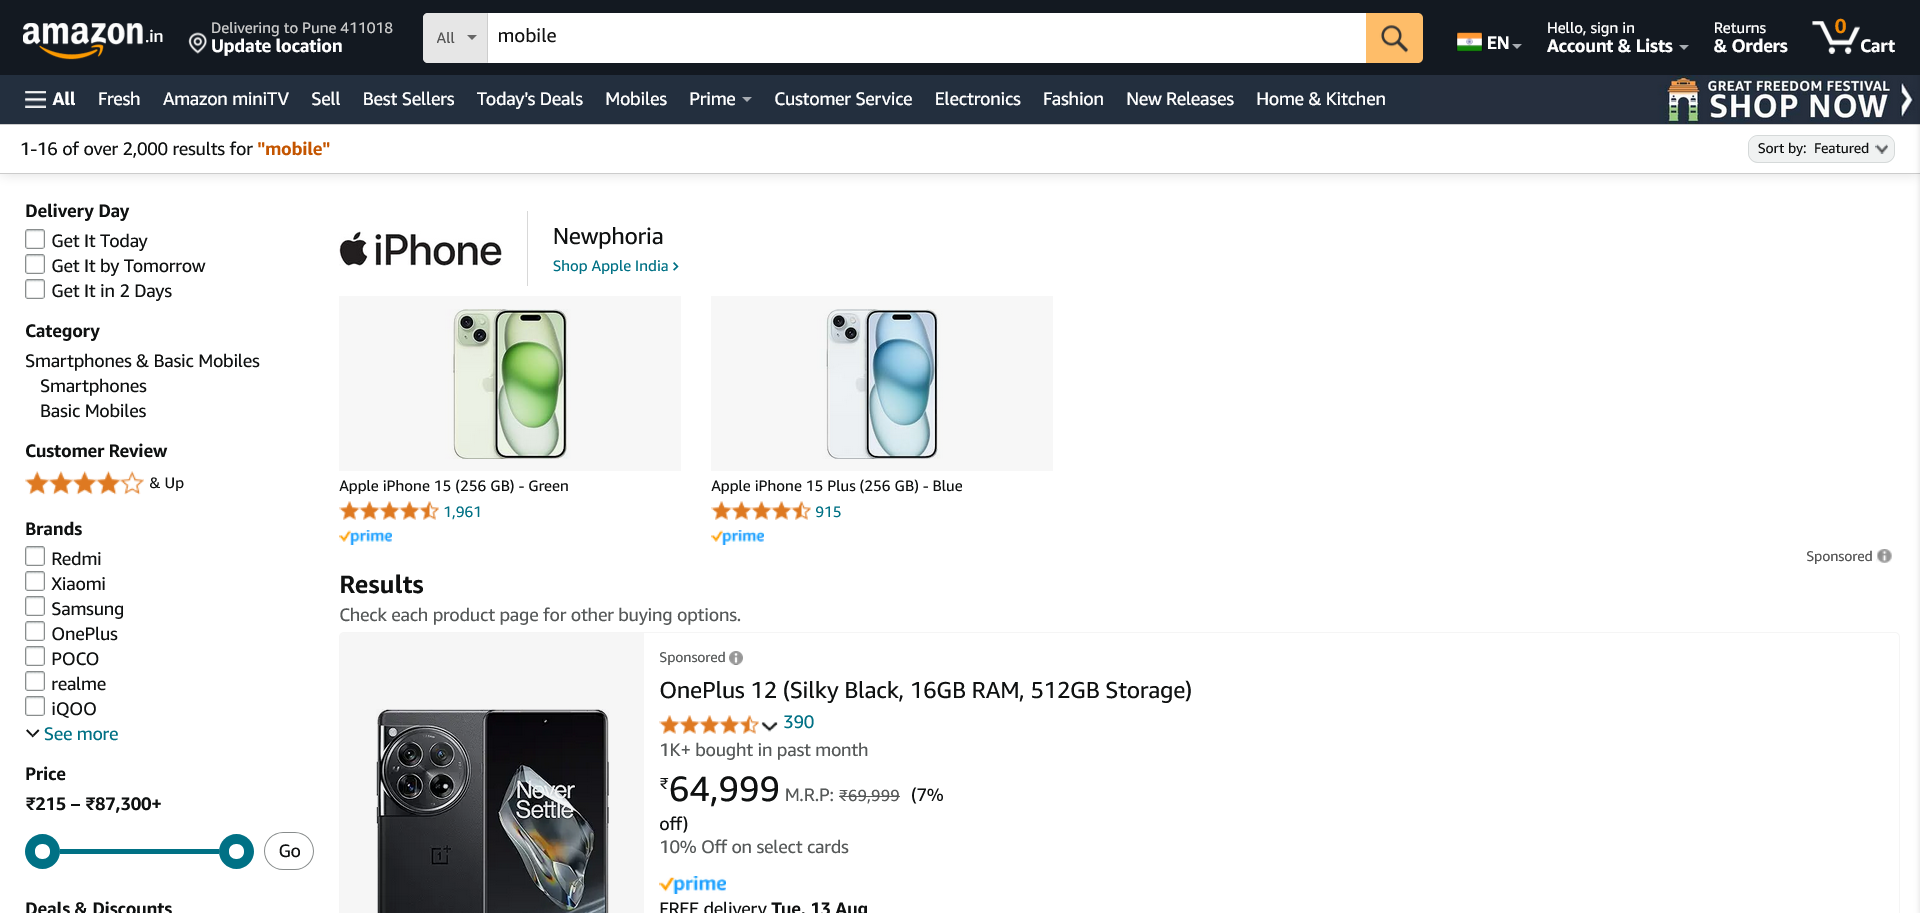 amazon.in
Delivering to Pune 411018
Update location
All
mobile
EN
Hello, sign in
Account & Lists
Returns
& Orders
0
Cart
All
Fresh
Amazon miniTV
Sell
Best Sellers
Today's Deals
Mobiles
Prime
Customer Service
Electronics
Fashion
New Releases
Home & Kitchen
GREAT FREEDOM FESTIVAL
SHOP NOW
1-16 of over 2,000 results for "mobile"
Sort by: Featured
Delivery Day
Get It Today
Get It by Tomorrow
Get It in 2 Days
Category
Smartphones & Basic Mobiles
Smartphones
Basic Mobiles
Customer Review
& Up
Brands
Redmi
Xiaomi
Samsung
OnePlus
POCO
realme
iQOO
See more
Price
₹215 – ₹87,300+
Go
Deals & Discounts
iPhone
Newphoria
Shop Apple India ›
Apple iPhone 15 (256 GB) - Green
1,961
prime
Apple iPhone 15 Plus (256 GB) - Blue
915
prime
Sponsored
Results
Check each product page for other buying options.
Never
Settle
Sponsored
OnePlus 12 (Silky Black, 16GB RAM, 512GB Storage)
390
1K+ bought in past month
₹64,999 M.R.P: ₹69,999 (7%
off)
10% Off on select cards
prime
FREE delivery Tue, 13 Aug